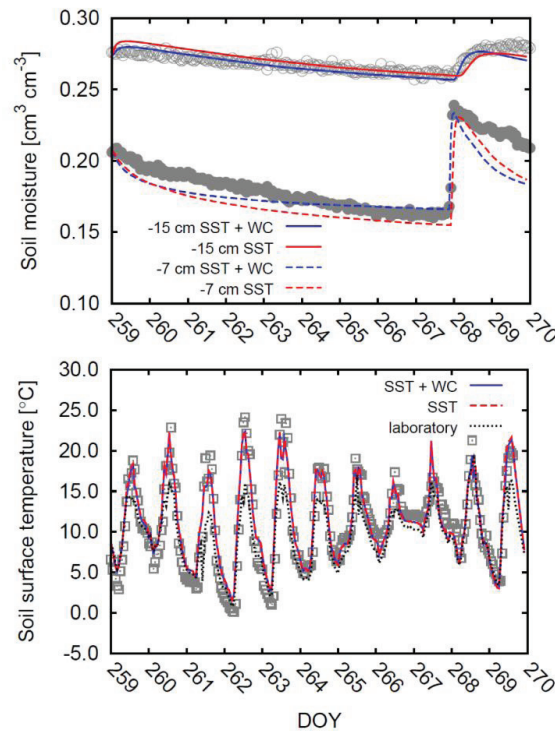 0.30
0.25
0.20
0.15
0.10
Soil moisture [cm³ cm⁻³]
-15 cm SST + WC
-15 cm SST
-7 cm SST + WC
-7 cm SST
259 260 261 262 263 264 265 266 267 268 269 270
30.0
25.0
20.0
15.0
10.0
5.0
0.0
-5.0
Soil surface temperature [°C]
SST + WC
SST
laboratory
259 260 261 262 263 264 265 266 267 268 269 270
DOY